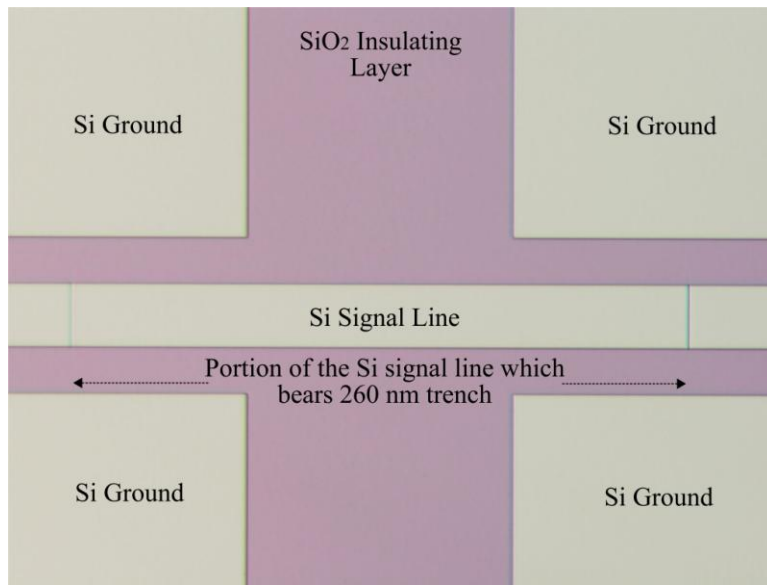 SiO2 Insulating
Layer
Si Ground
Si Ground
Si Signal Line
Portion of the Si signal line which
bears 260 nm trench
Si Ground
Si Ground